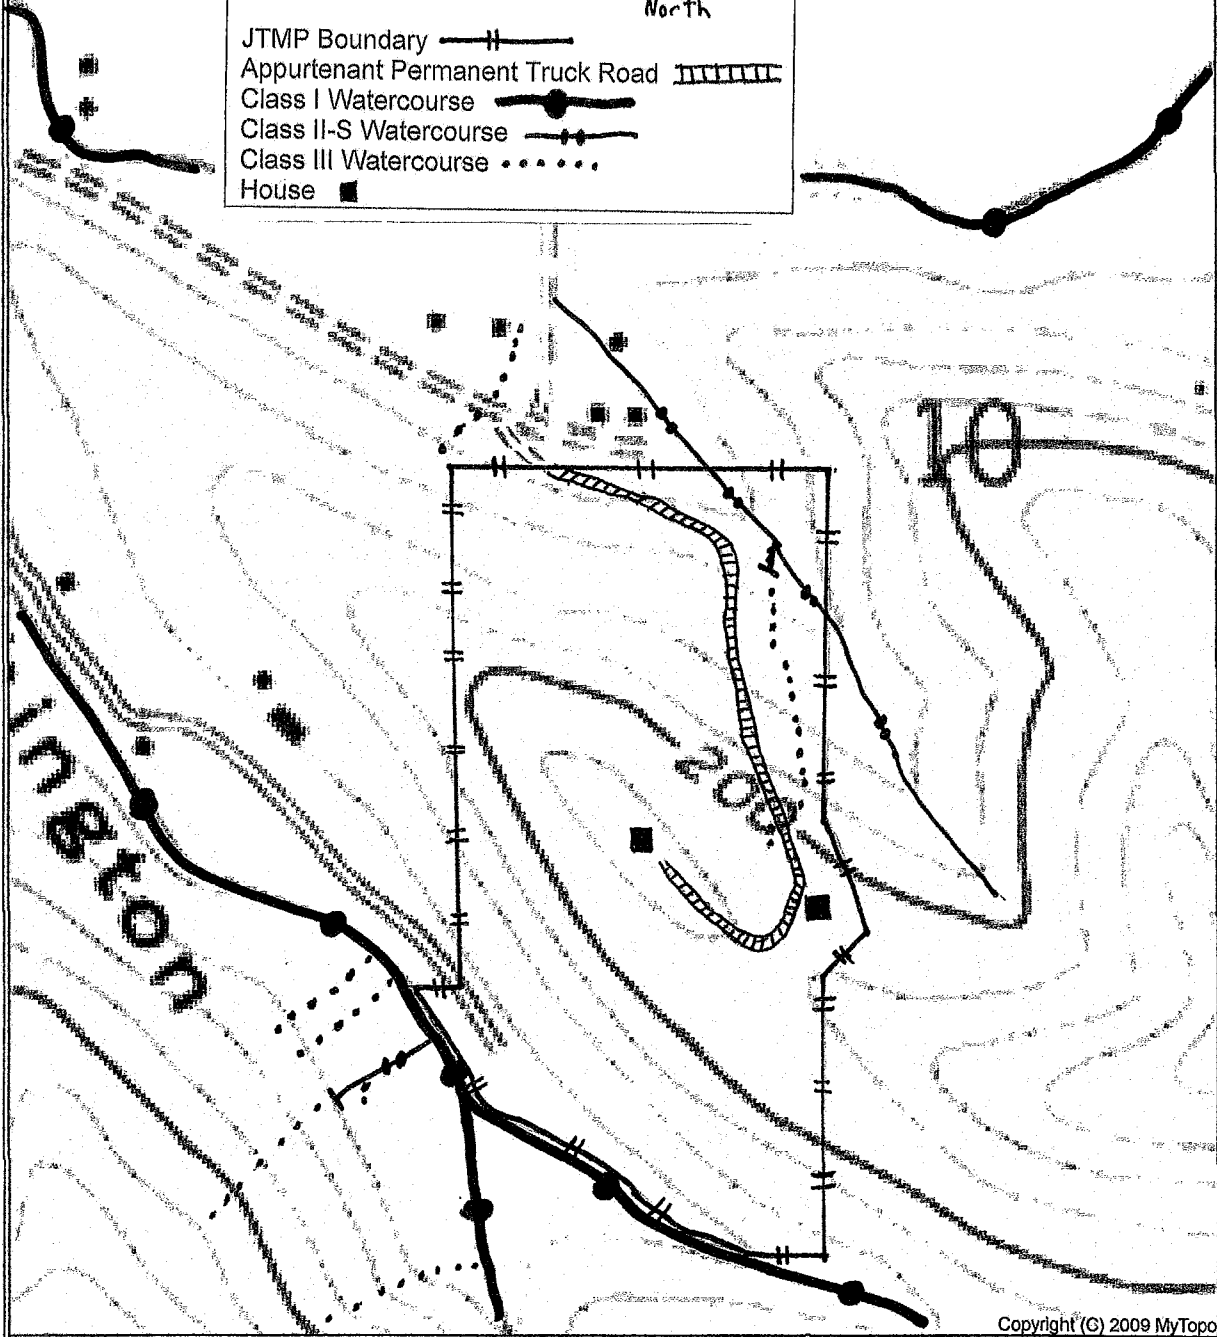 North
JTMP Boundary
Appurtenant Permanent Truck Road
Class I Watercourse
Class II-S Watercourse
Class III Watercourse
House
10
200
Copyright (C) 2009 MyTopo